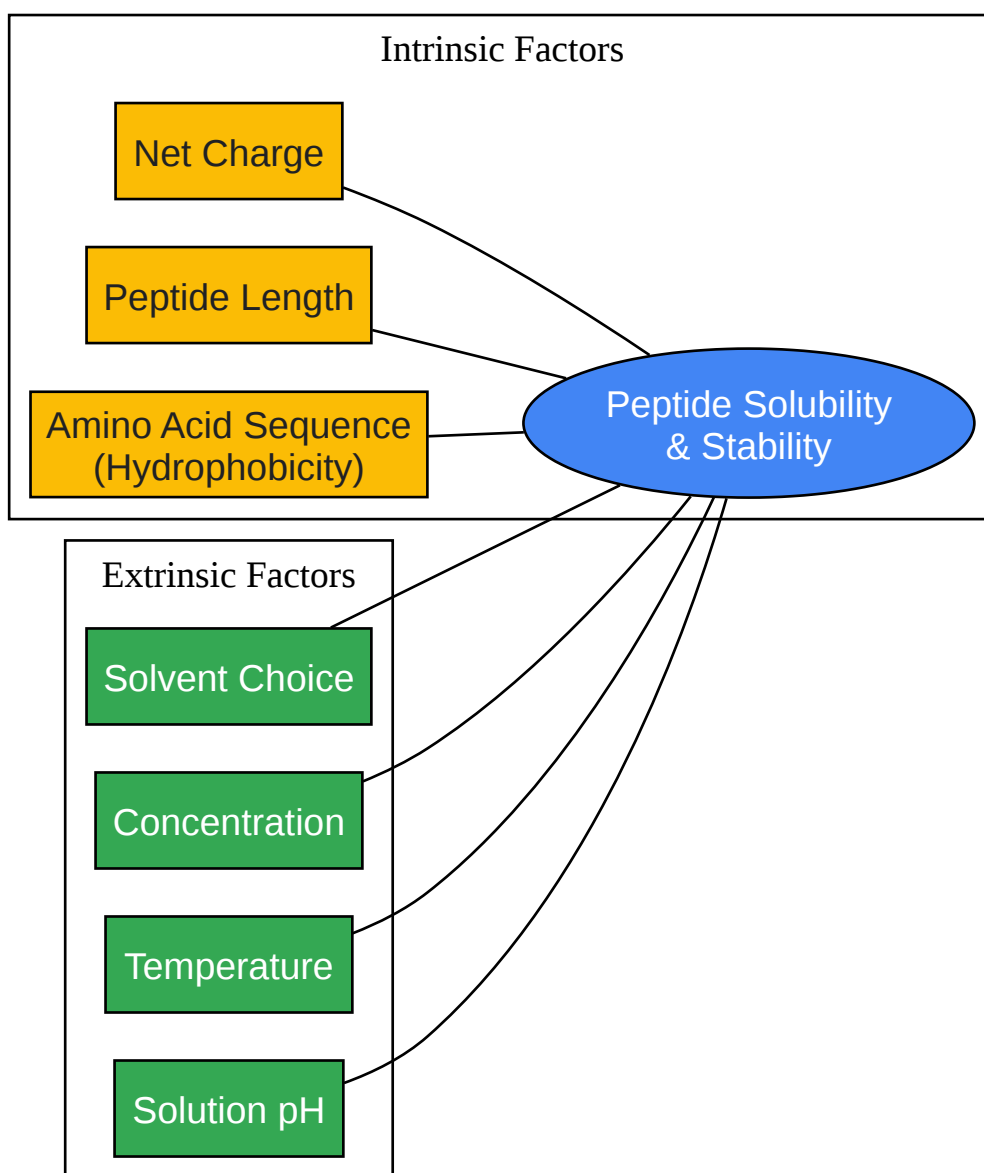 Intrinsic Factors
Net Charge
Peptide Length
Amino Acid Sequence
(Hydrophobicity)
Peptide Solubility
& Stability
Extrinsic Factors
Solvent Choice
Concentration
Temperature
Solution pH